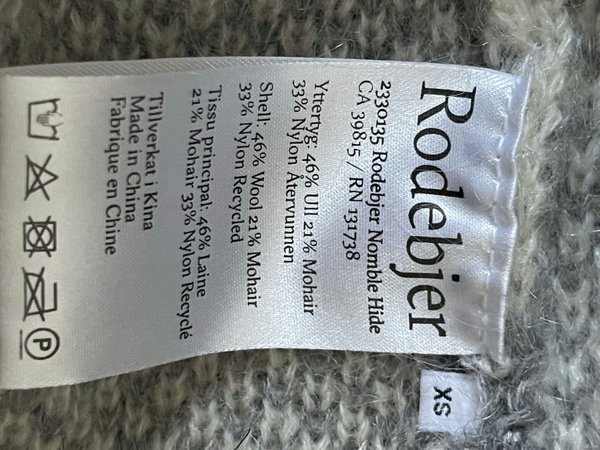 Rodebjer
2330135 Rodebjer Nomble Hide
CA 39815 / RN 131738
Yttertyg: 46% Ull 21% Mohair
33% Nylon Återvunnen
Shell: 46% Wool 21% Mohair
33% Nylon Recycled
Tissu principal: 46% Laine
21% Mohair 33% Nylon Recyclé
Tillverkat i Kina
Made in China
Fabrique en Chine
P
XS